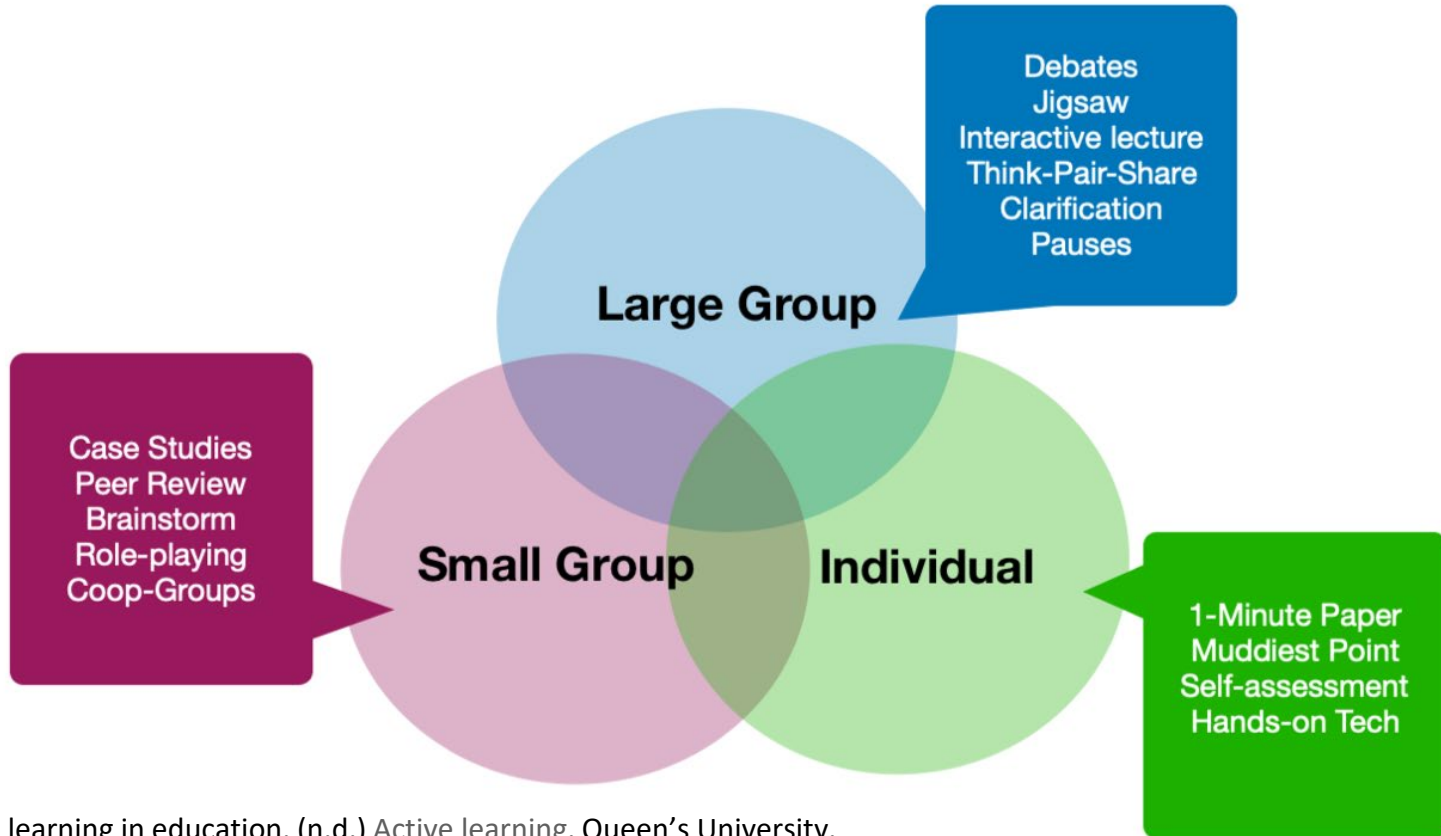 Debates
Jigsaw
Interactive lecture
Think-Pair-Share
Clarification
Pauses
Large Group
Case Studies
Peer Review
Brainstorm
Role-playing
Coop-Groups
Small Group
Individual
1-Minute Paper
Muddiest Point
Self-assessment
Hands-on Tech
learning in education. (n.d.) Active learning. Queen's University.